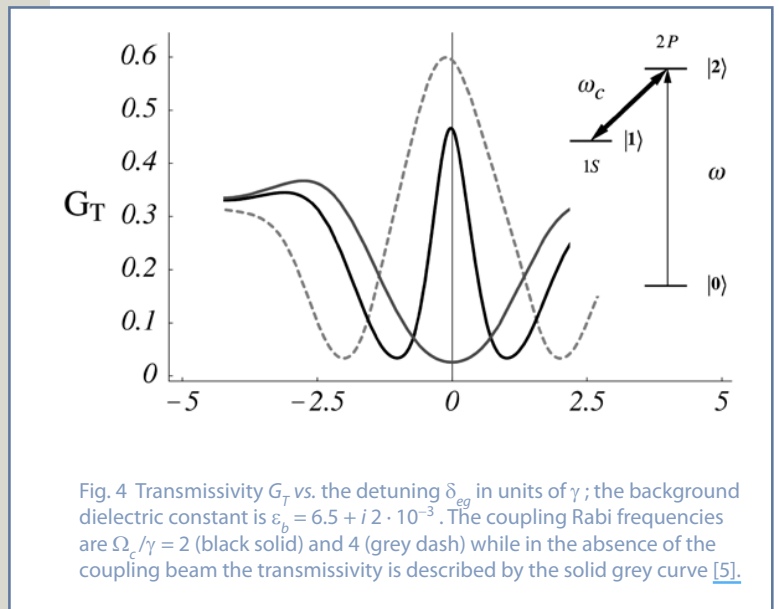 0.6
0.5
0.4
0.3
0.2
0.1
0
G_T
−5
−2.5
0
2.5
5
2P
|2⟩
ω_c
|1⟩
1S
ω
|0⟩
Fig. 4 Transmissivity G_T vs. the detuning δ_eg in units of γ ; the background
dielectric constant is ε_b = 6.5 + i 2 · 10⁻³ . The coupling Rabi frequencies
are Ω_c/γ = 2 (black solid) and 4 (grey dash) while in the absence of the
coupling beam the transmissivity is described by the solid grey curve [5].